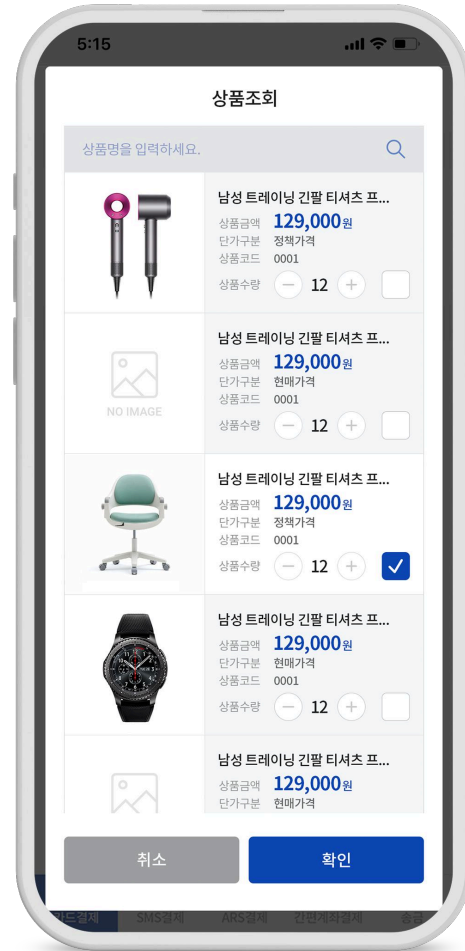 5:15
상품조회
상품명을 입력하세요.
남성 트레이닝 긴팔 티셔츠 프...
상품금액 129,000원
단가구분 정책가격
상품코드 0001
상품수량 12
NO IMAGE
남성 트레이닝 긴팔 티셔츠 프...
상품금액 129,000원
단가구분 현매가격
상품코드 0001
상품수량 12
남성 트레이닝 긴팔 티셔츠 프...
상품금액 129,000원
단가구분 정책가격
상품코드 0001
상품수량 12
남성 트레이닝 긴팔 티셔츠 프...
상품금액 129,000원
단가구분 현매가격
상품코드 0001
상품수량 12
남성 트레이닝 긴팔 티셔츠 프...
상품금액 129,000원
단가구분 현매가격
취소 확인
카드결제 SMS결제 ARS결제 간편계좌결제 송금